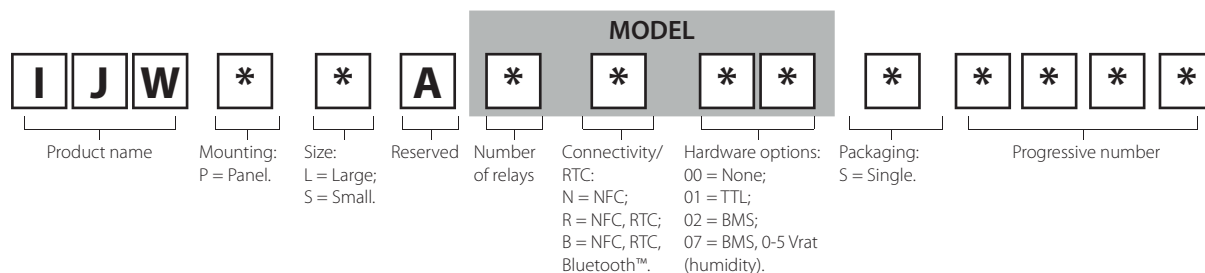 MODEL
I J W * * A * * * * * * * * *
Product name
Mounting:
P = Panel.
Size:
L = Large;
S = Small.
Reserved
Number
of relays
Connectivity/
RTC:
N = NFC;
R = NFC, RTC;
B = NFC, RTC,
Bluetooth™.
Hardware options:
00 = None;
01 = TTL;
02 = BMS;
07 = BMS, 0-5 Vrat
(humidity).
Packaging:
S = Single.
Progressive number